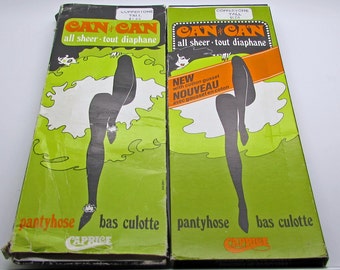 CAN CAN
all sheer - tout diaphane
pantyhose bas culotte
CAPRICE
CAN CAN
all sheer - tout diaphane
NEW
NOUVEAU
pantyhose bas culotte
CAPRICE